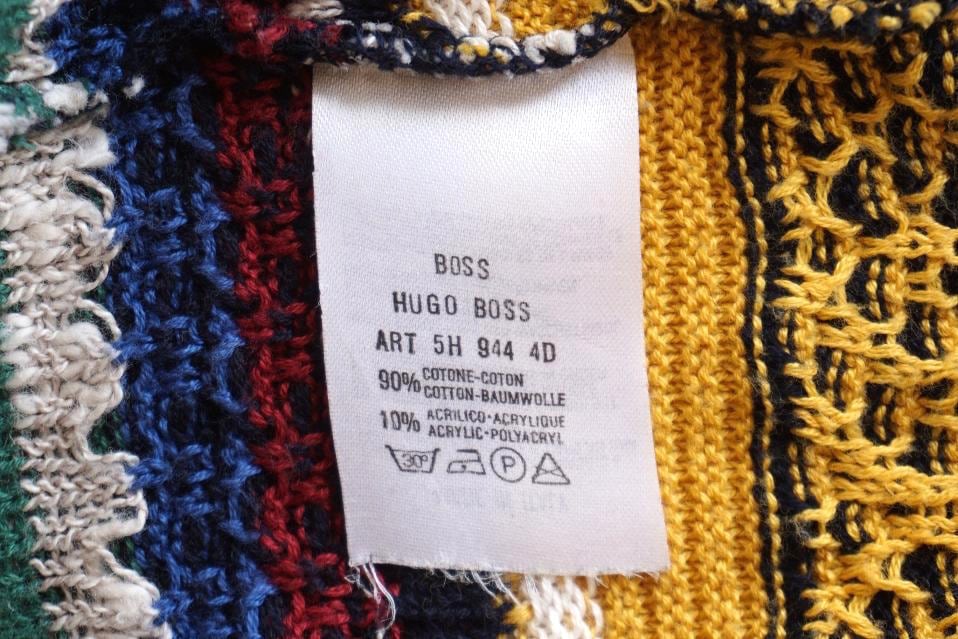 BOSS
HUGO BOSS
ART 5H 944 4D
90% COTONE-COTON
COTTON-BAUMWOLLE
10% ACRILICO-ACRYLIQUE
ACRYLIC-POLYACRYL
30° P A